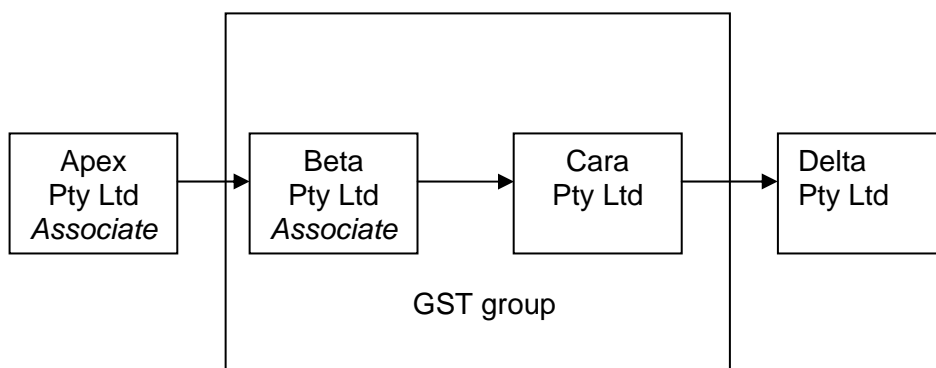 Apex
Pty Ltd
Associate
Beta
Pty Ltd
Associate
Cara
Pty Ltd
Delta
Pty Ltd
GST group